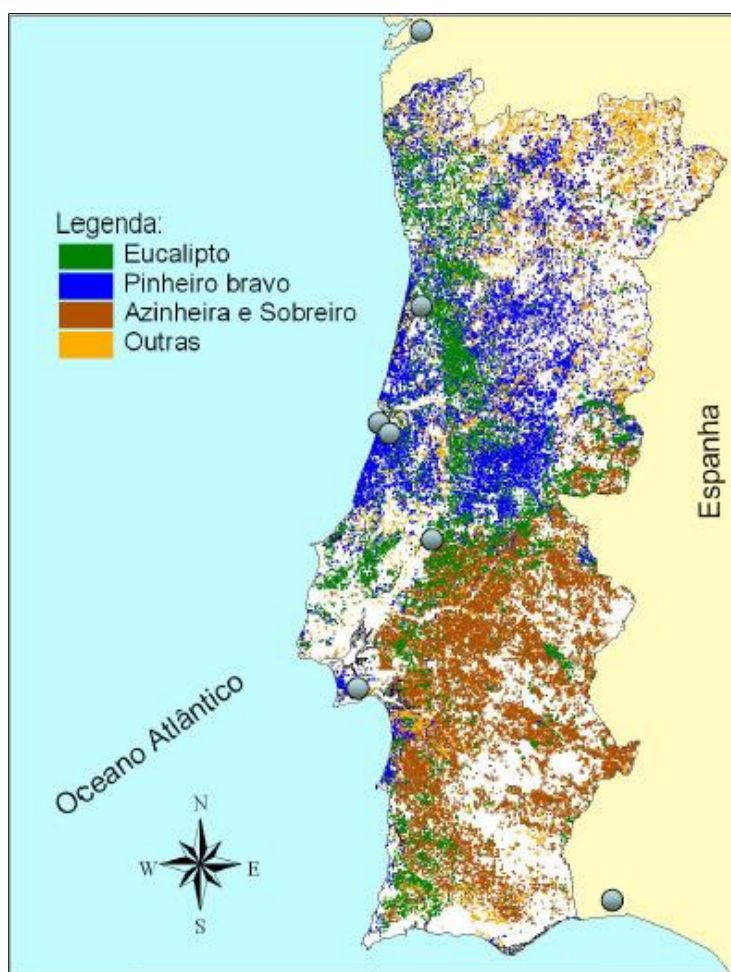 Legenda:
Eucalipto
Pinheiro bravo
Azinheira e Sobreiro
Outras
Espanha
Oceano Atlântico
N
W E
S